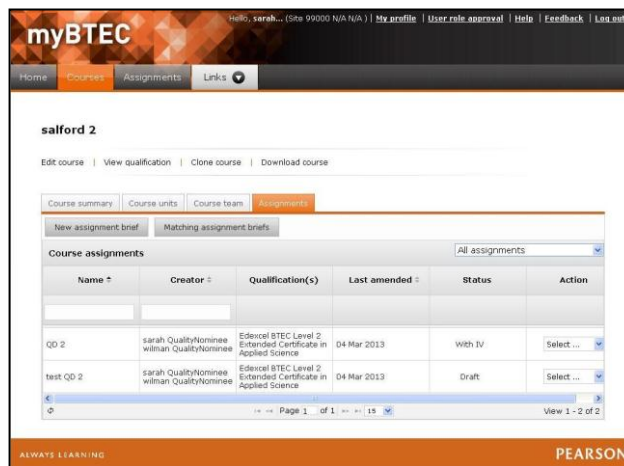 Hello, sarah... (Site 99000 N/A N/A ) | My profile | User role approval | Help | Feedback | Log out
myBTEC
Home Courses Assignments Links
salford 2
Edit course | View qualification | Clone course | Download course
Course summary Course units Course team Assignments
New assignment brief Matching assignment briefs
Course assignments All assignments
Name Creator Qualification(s) Last amended Status Action
QD 2 sarah QualityNominee wilman QualityNominee Edexcel BTEC Level 2 Extended Certificate in Applied Science 04 Mar 2013 With IV Select ...
test QD 2 sarah QualityNominee wilman QualityNominee Edexcel BTEC Level 2 Extended Certificate in Applied Science 04 Mar 2013 Draft Select ...
Page 1 of 1 15 View 1 - 2 of 2
ALWAYS LEARNING PEARSON